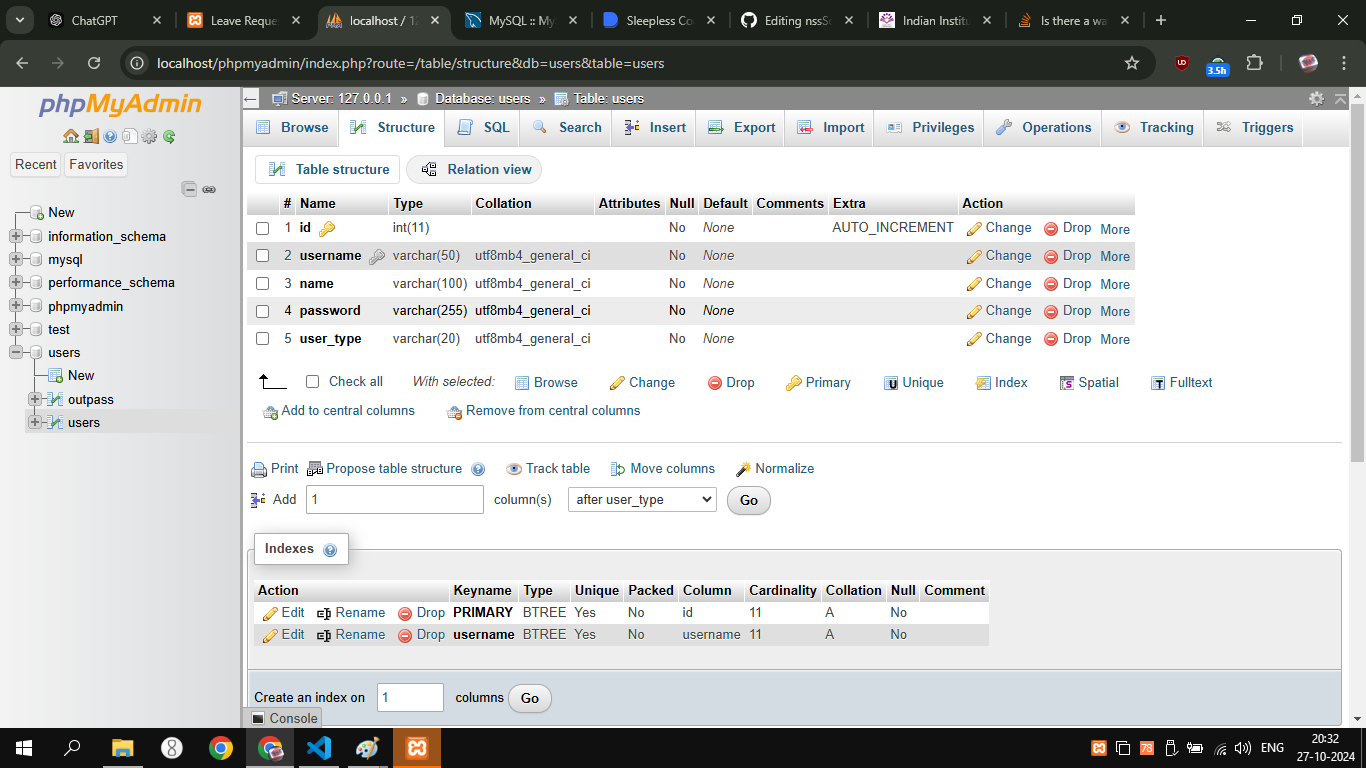 ChatGPT
Leave Reque
localhost / 12
MySQL :: My
Sleepless Co
Editing nssSc
Indian Institu
Is there a wa
localhost/phpmyadmin/index.php?route=/table/structure&db=users&table=users
UD
3.5h
phpMyAdmin
Recent
Favorites
New
information_schema
mysql
performance_schema
phpmyadmin
test
users
New
outpass
users
Server: 127.0.0.1 » Database: users » Table: users
Browse Structure SQL Search Insert Export Import Privileges Operations Tracking Triggers
Table structure Relation view
# Name Type Collation Attributes Null Default Comments Extra Action
1 id int(11) No None AUTO_INCREMENT Change Drop More
2 username varchar(50) utf8mb4_general_ci No None Change Drop More
3 name varchar(100) utf8mb4_general_ci No None Change Drop More
4 password varchar(255) utf8mb4_general_ci No None Change Drop More
5 user_type varchar(20) utf8mb4_general_ci No None Change Drop More
Check all With selected: Browse Change Drop Primary Unique Index Spatial Fulltext
Add to central columns Remove from central columns
Print Propose table structure Track table Move columns Normalize
Add 1 column(s) after user_type Go
Indexes
Action Keyname Type Unique Packed Column Cardinality Collation Null Comment
Edit Rename Drop PRIMARY BTREE Yes No id 11 A No
Edit Rename Drop username BTREE Yes No username 11 A No
Create an index on 1 columns Go
Console
78
ENG
20:32
27-10-2024